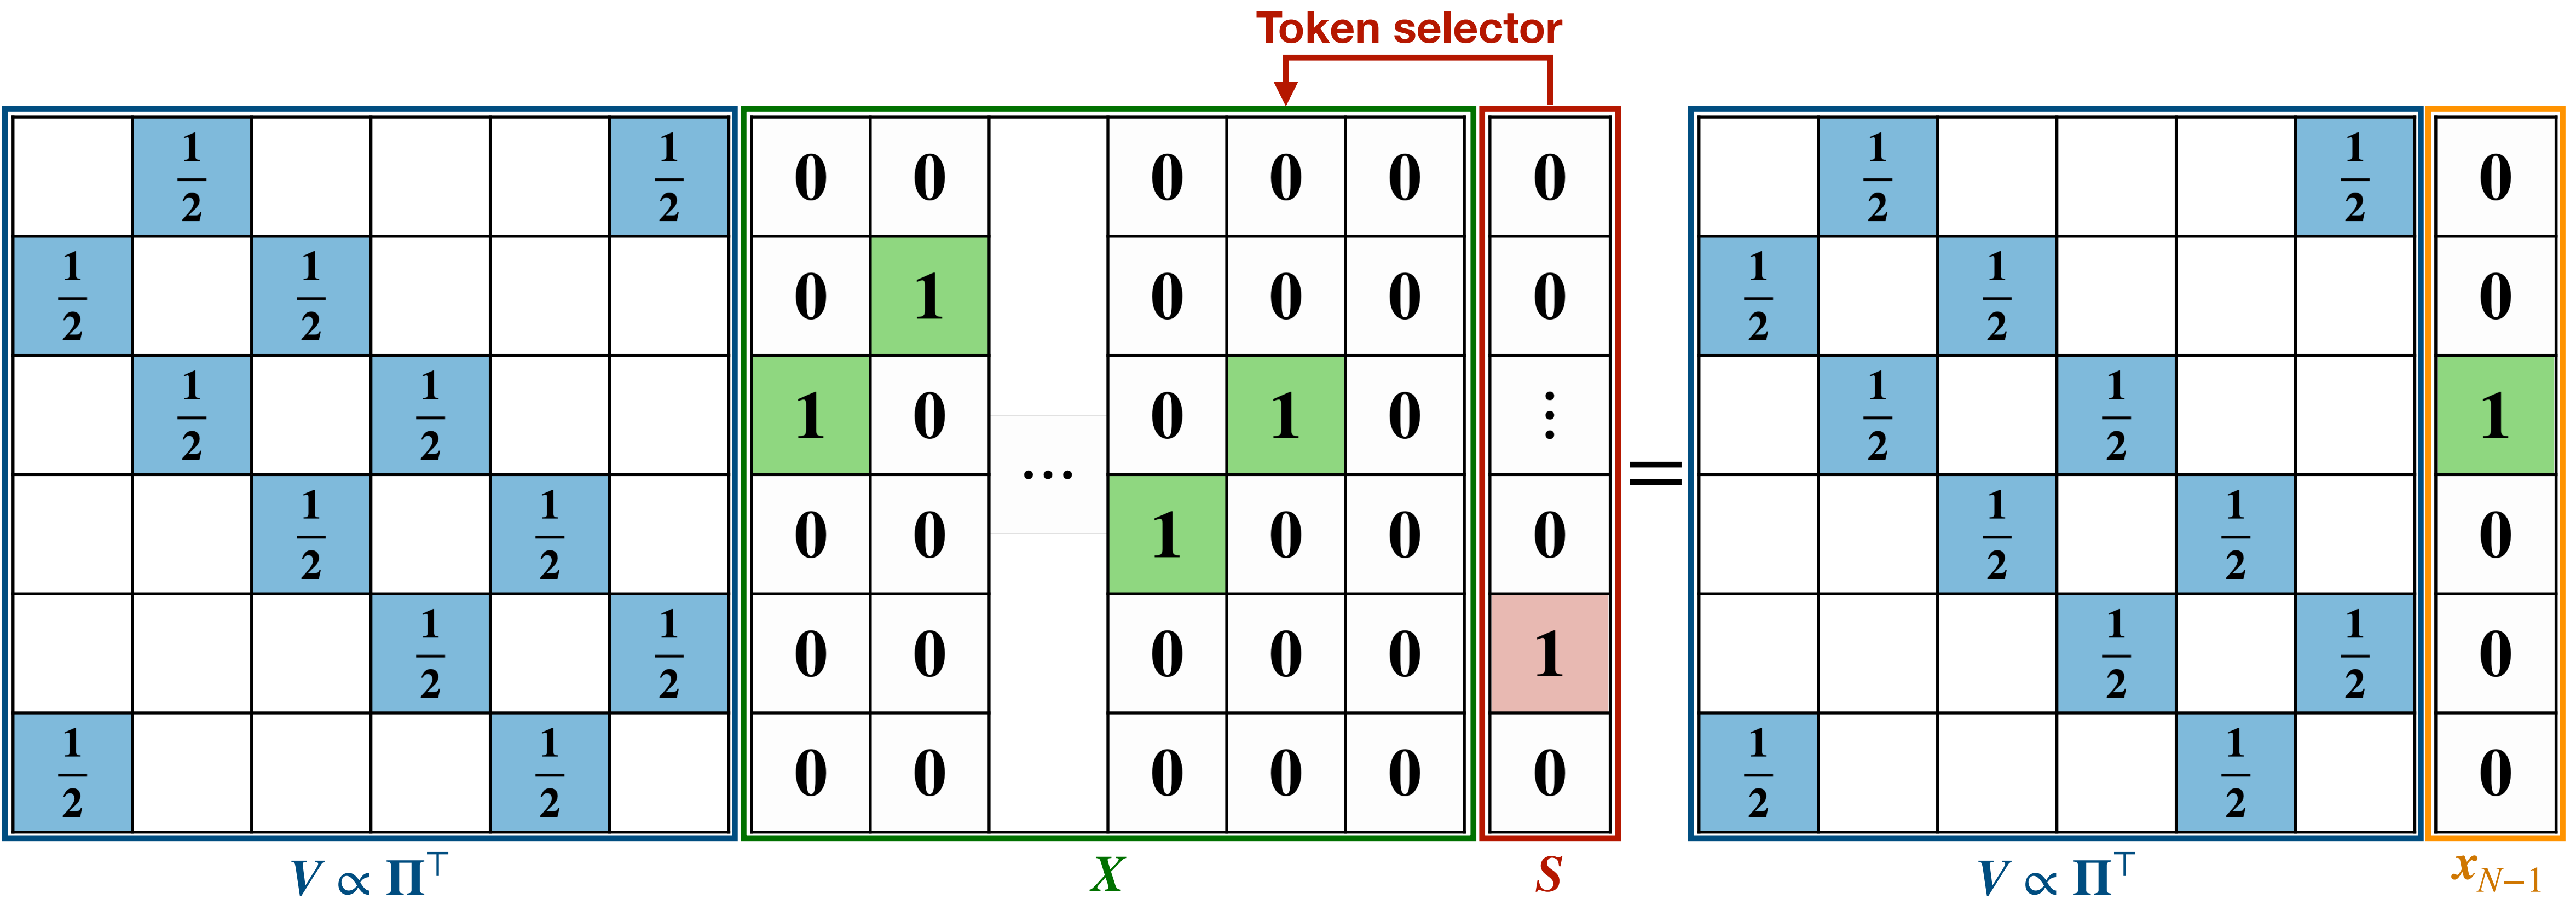 Token selector
1/2 1/2 0 0 0 0 0 0 1/2 1/2 0
1/2 1/2 0 1 0 0 0 0 1/2 1/2 0
1/2 1/2 1 0 0 1 0 ⋮ 1/2 1/2 1
1/2 1/2 0 0 ... 1 0 0 0 = 1/2 1/2 0
1/2 1/2 0 0 0 0 0 1 1/2 1/2 0
1/2 1/2 0 0 0 0 0 0 1/2 1/2 0
V ∝ Π⊤ X S V ∝ Π⊤ x_{N−1}